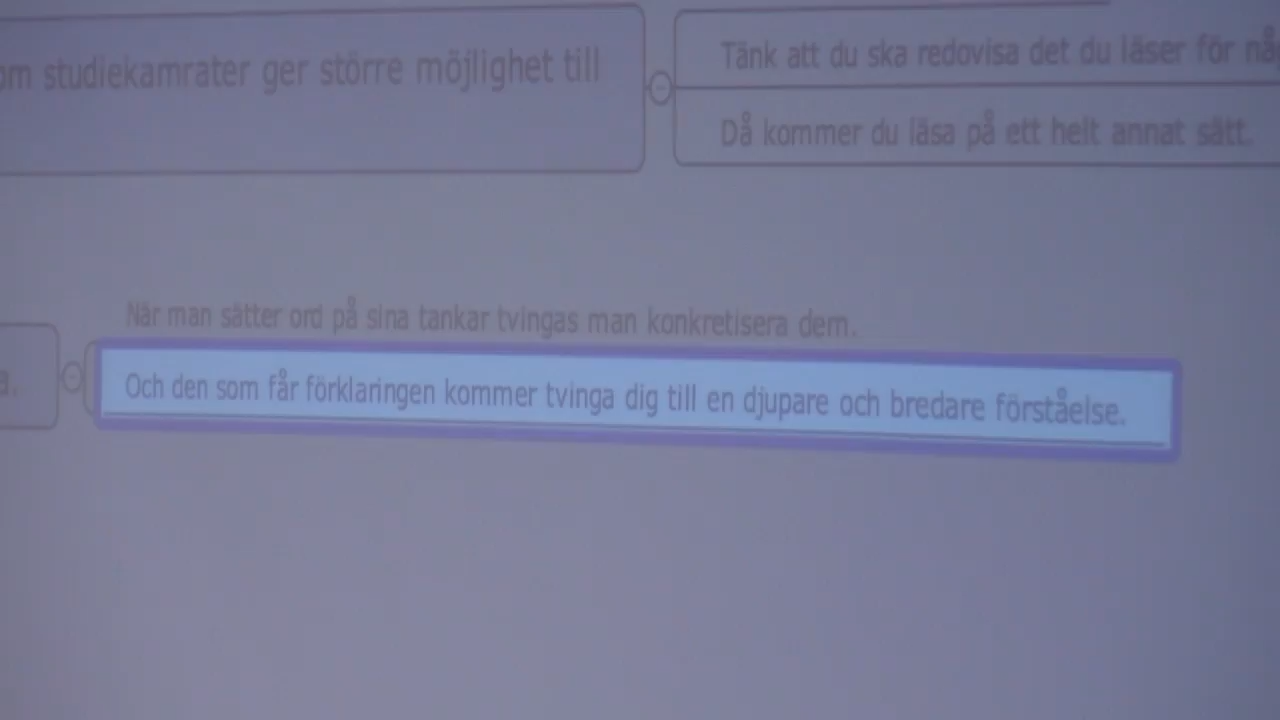 studiekamrater ger större möjlighet till
Tänk att du ska redovisa det du läser för
Då kommer du läsa på ett helt annat sätt.
När man sätter ord på sina tankar tvingas man konkretisera dem.
Och den som får förklaringen kommer tvinga dig till en djupare och bredare förståelse.